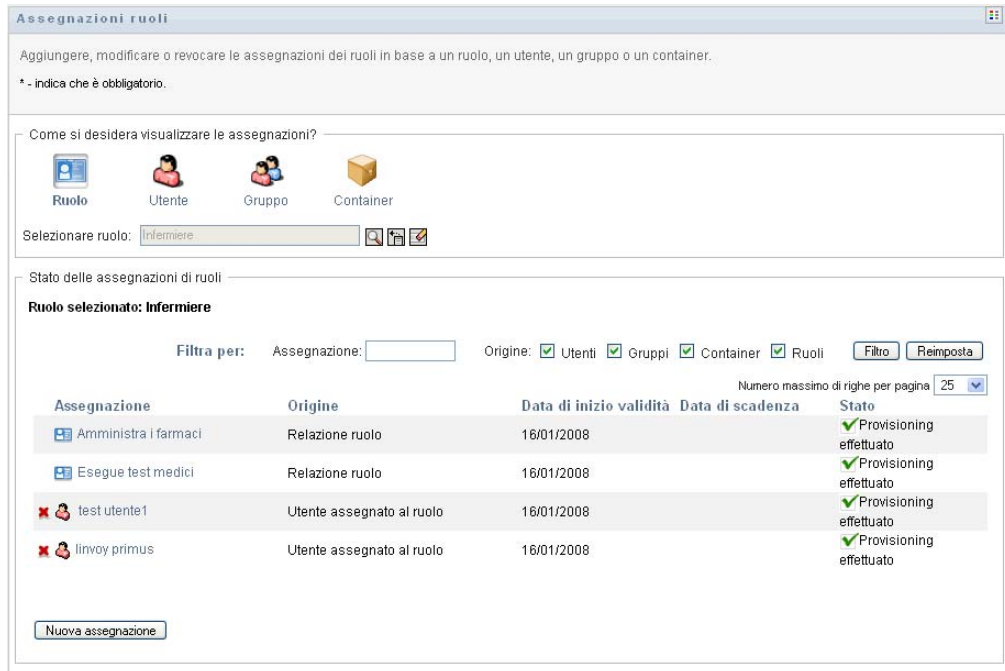 Assegnazioni ruoli
Aggiungere, modificare o revocare le assegnazioni dei ruoli in base a un ruolo, un utente, un gruppo o un container.
* - indica che è obbligatorio.
Come si desidera visualizzare le assegnazioni?
Ruolo Utente Gruppo Container
Selezionare ruolo: Infermiere
Stato delle assegnazioni di ruoli
Ruolo selezionato: Infermiere
Filtra per: Assegnazione: Origine: Utenti Gruppi Container Ruoli Filtro Reimposta
Numero massimo di righe per pagina 25
Assegnazione Origine Data di inizio validità Data di scadenza Stato
Amministra i farmaci Relazione ruolo 16/01/2008 Provisioning
effettuato
Esegue test medici Relazione ruolo 16/01/2008 Provisioning
effettuato
test utente1 Utente assegnato al ruolo 16/01/2008 Provisioning
effettuato
linvoy primus Utente assegnato al ruolo 16/01/2008 Provisioning
effettuato
Nuova assegnazione